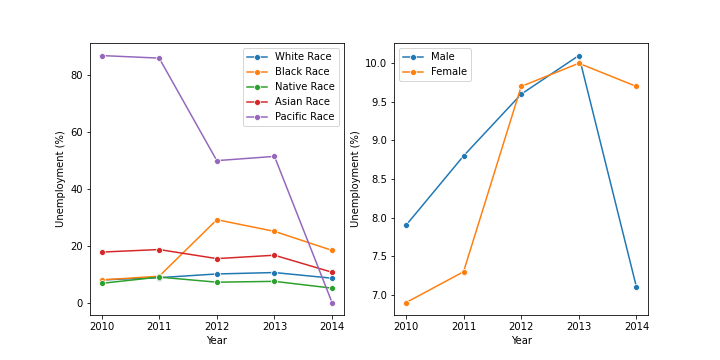 White Race
Black Race
Native Race
Asian Race
Pacific Race
80
60
40
20
0
Unemployment (%)
2010 2011 2012 2013 2014
Year
Male
Female
10.0
9.5
9.0
8.5
8.0
7.5
7.0
Unemployment (%)
2010 2011 2012 2013 2014
Year